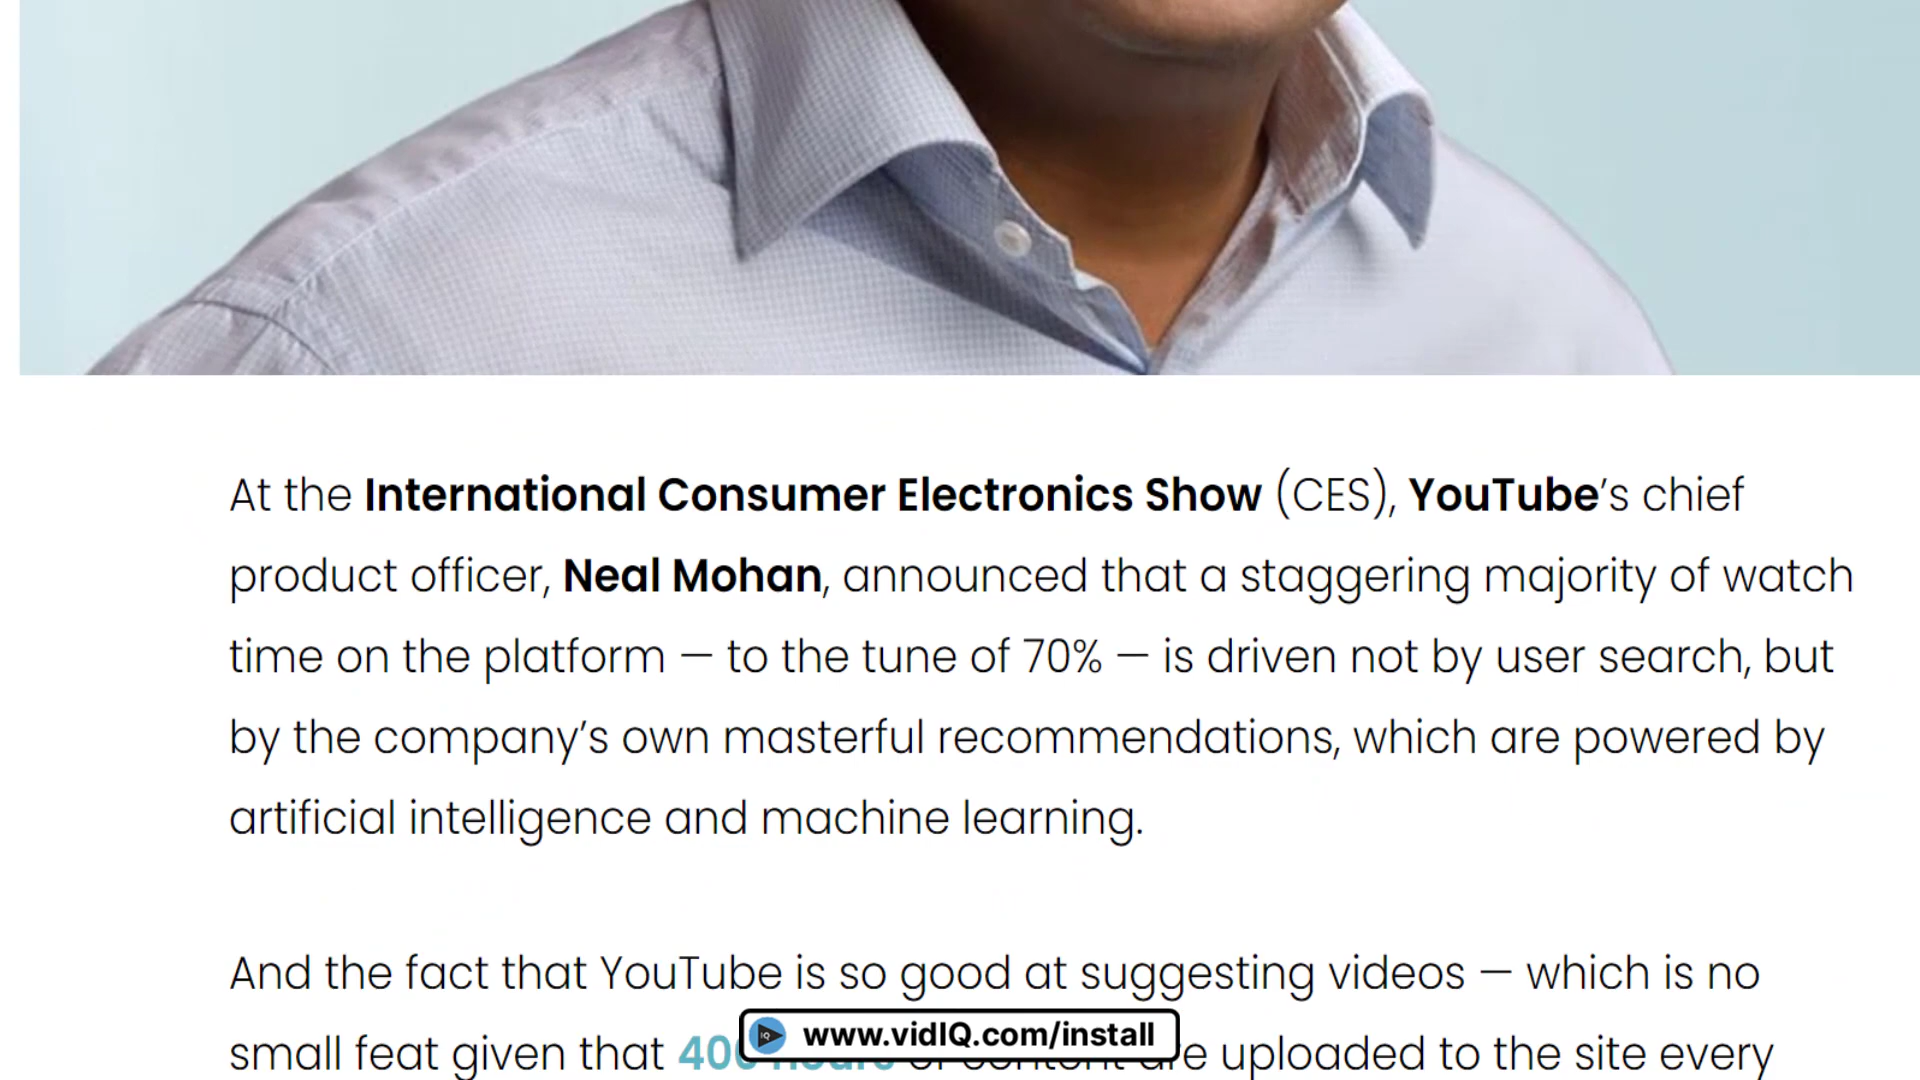 At the International Consumer Electronics Show (CES), YouTube’s chief
product officer, Neal Mohan, announced that a staggering majority of watch
time on the platform — to the tune of 70% — is driven not by user search, but
by the company’s own masterful recommendations, which are powered by
artificial intelligence and machine learning.
And the fact that YouTube is so good at suggesting videos — which is no
small feat given that uploaded to the site every
www.vidIQ.com/install